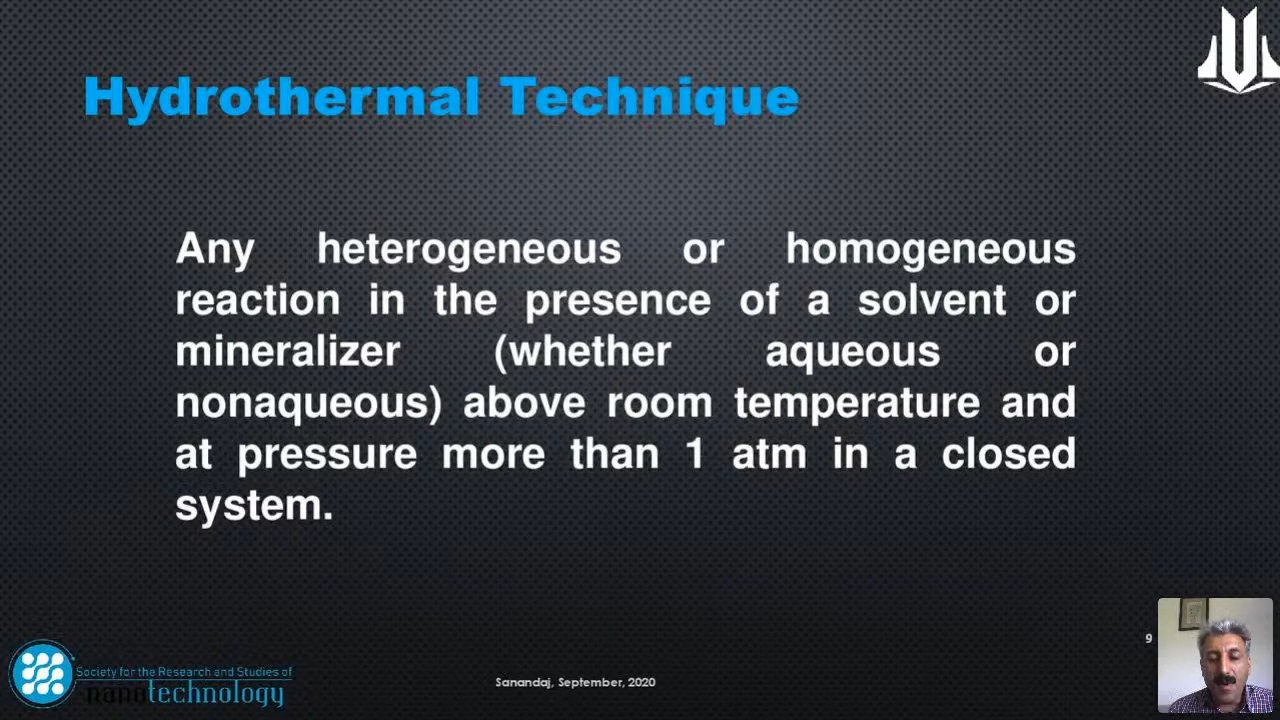 Hydrothermal Technique
Any heterogeneous or homogeneous
reaction in the presence of a solvent or
mineralizer (whether aqueous or
nonaqueous) above room temperature and
at pressure more than 1 atm in a closed
system.
9
Society for the Research and Studies of
nanotechnology
Sanandaj, September, 2020